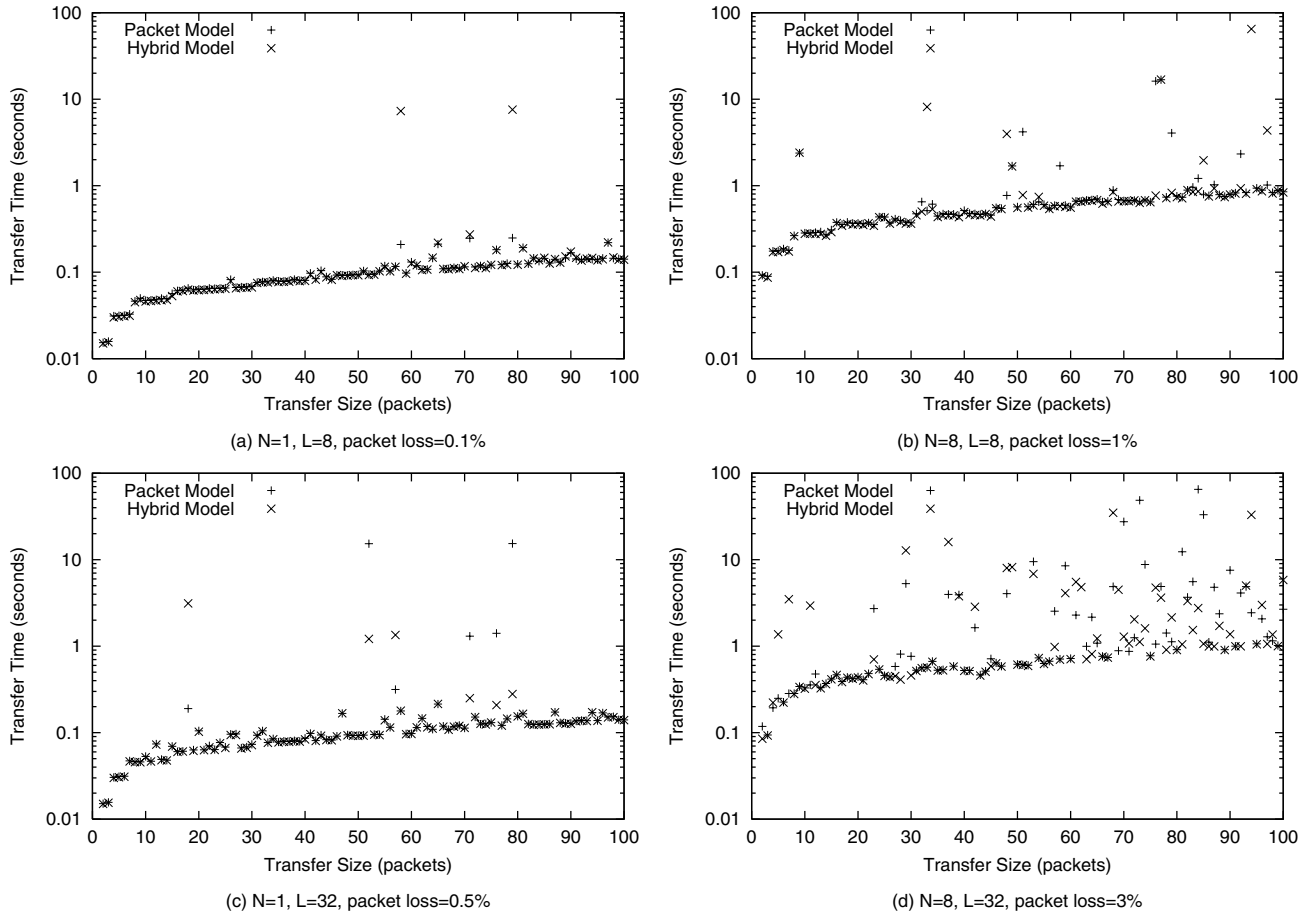 100
10
1
0.1
0.01
Transfer Time (seconds)
Packet Model
Hybrid Model
0 10 20 30 40 50 60 70 80 90 100
Transfer Size (packets)
(a) N=1, L=8, packet loss=0.1%
100
10
1
0.1
0.01
Transfer Time (seconds)
Packet Model
Hybrid Model
0 10 20 30 40 50 60 70 80 90 100
Transfer Size (packets)
(b) N=8, L=8, packet loss=1%
100
10
1
0.1
0.01
Transfer Time (seconds)
Packet Model
Hybrid Model
0 10 20 30 40 50 60 70 80 90 100
Transfer Size (packets)
(c) N=1, L=32, packet loss=0.5%
100
10
1
0.1
0.01
Transfer Time (seconds)
Packet Model
Hybrid Model
0 10 20 30 40 50 60 70 80 90 100
Transfer Size (packets)
(d) N=8, L=32, packet loss=3%